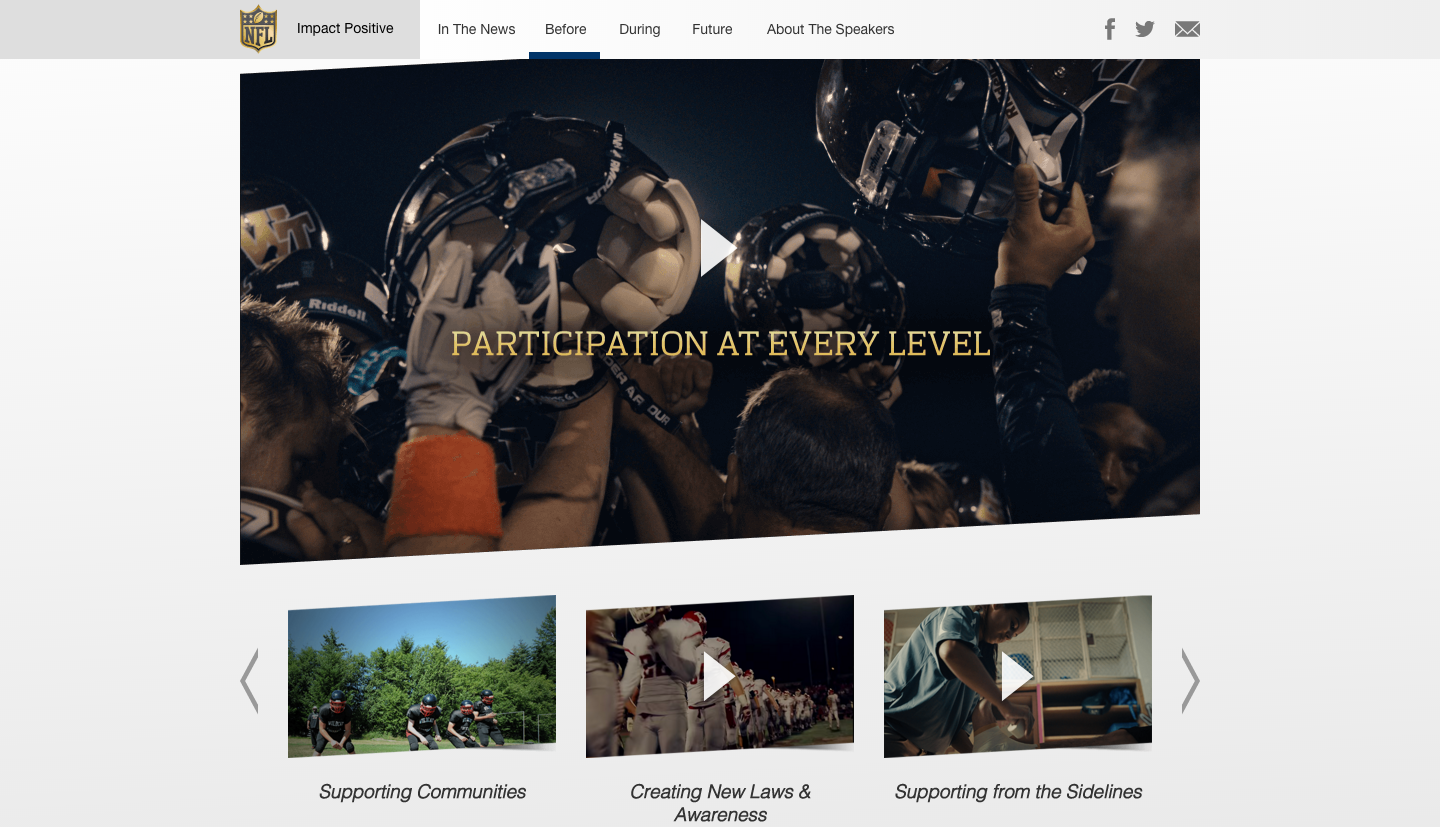 NFL
Impact Positive
In The News
Before
During
Future
About The Speakers
Riddell
PARTICIPATION AT EVERY LEVEL
Supporting Communities
Creating New Laws &
Awareness
Supporting from the Sidelines